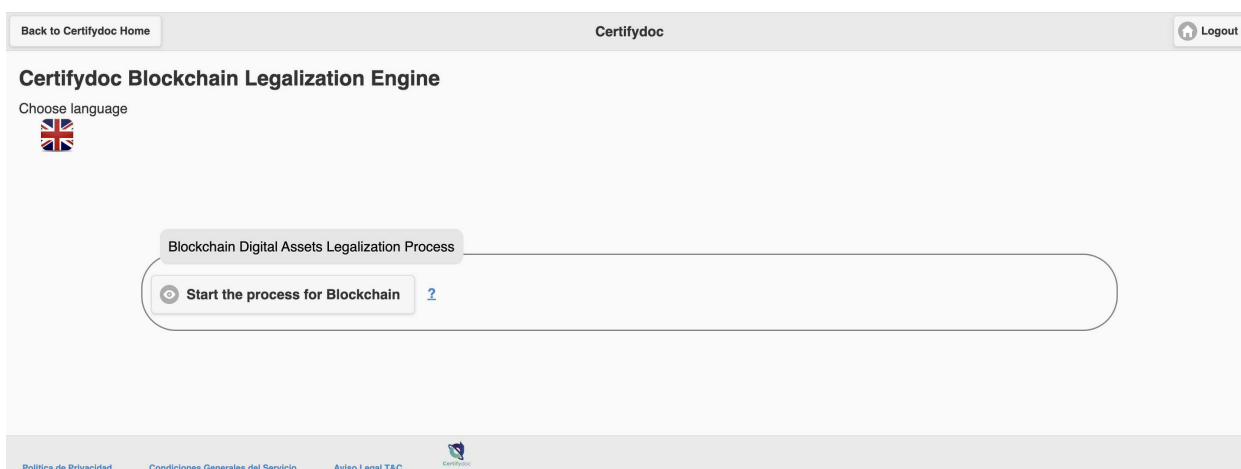 Back to Certifydoc Home
Certifydoc
Logout
Certifydoc Blockchain Legalization Engine
Choose language
Blockchain Digital Assets Legalization Process
Start the process for Blockchain ?
Certifydoc
Política de Privacidad Condiciones Generales del Servicio Aviso Legal T&C